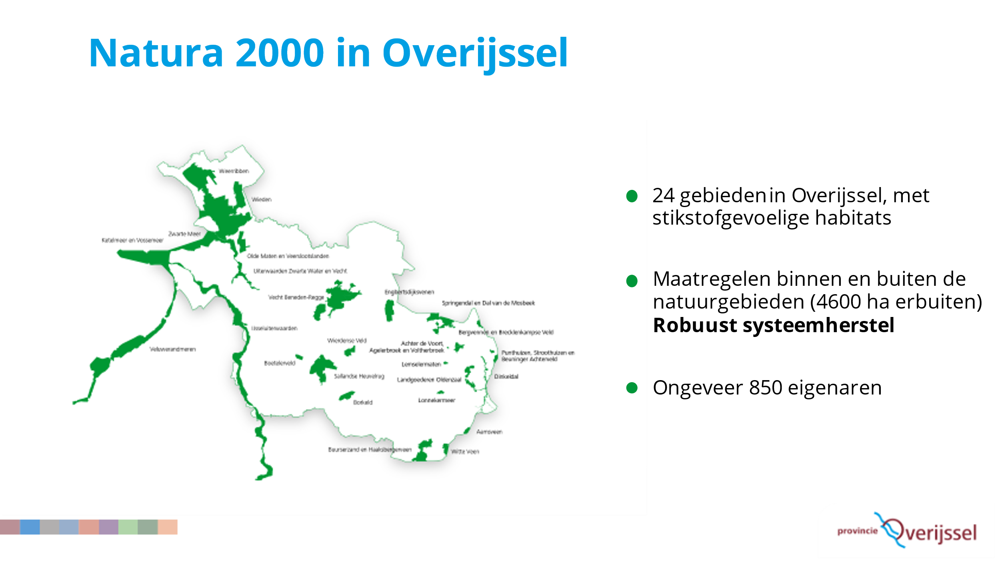 Natura 2000 in Overijssel
Weerribben
Wieden
Zwarte Meer
Ketelmeer en Vossemeer
Olde Maten en Veerslootslanden
Uiterwaarden Zwarte Water en Vecht
Vecht Beneden-Regge
Engbertsdijksvenen
Springendal en Dal van de Mosbeek
IJsseluiterwaarden
Bergvennen en Brecklenkampse Veld
Wierdense Veld
Achter de Voort,
Agelerbroek en Voltherbroek
Veluwerandmeren
Punthuizen, Stroothuizen en
Beuninger Achterveld
Boetelerveld
Lemselermaten
Sallandse Heuvelrug
Landgoederen Oldenzaal
Dinkeldal
Borkeld
Lonnekermeer
Aamsveen
Buurserzand en Haaksbergerveen
Witte Veen
24 gebieden in Overijssel, met
stikstofgevoelige habitats
Maatregelen binnen en buiten de
natuurgebieden (4600 ha erbuiten)
Robuust systeemherstel
Ongeveer 850 eigenaren
provincie Overijssel